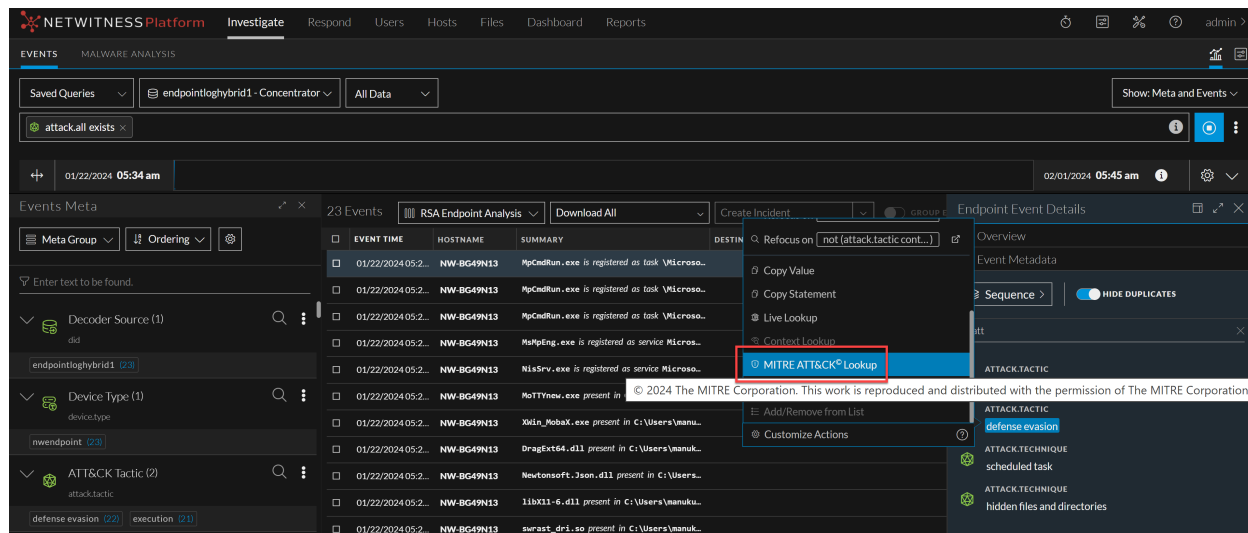 NETWITNESS Platform Investigate Respond Users Hosts Files Dashboard Reports admin >
EVENTS MALWARE ANALYSIS
Saved Queries endpointloghybrid1 - Concentrator All Data Show: Meta and Events
attack.all exists ×
01/22/2024 05:34 am 02/01/2024 05:45 am
Events Meta
Meta Group Ordering
Enter text to be found.
Decoder Source (1)
did
endpointloghybrid1 (23)
Device Type (1)
device.type
nwendpoint (23)
ATT&CK Tactic (2)
attack.tactic
defense evasion (22) execution (21)
23 Events RSA Endpoint Analysis Download All Create Incident GROUP E
EVENT TIME HOSTNAME SUMMARY DESTIN
01/22/2024 05:2... NW-BG49N13 MpCmdRun.exe is registered as task \Microso…
01/22/2024 05:2... NW-BG49N13 MpCmdRun.exe is registered as task \Microso…
01/22/2024 05:2... NW-BG49N13 MpCmdRun.exe is registered as task \Microso…
01/22/2024 05:2... NW-BG49N13 MsMpEng.exe is registered as service Micros…
01/22/2024 05:2... NW-BG49N13 NisSrv.exe is registered as service Microso…
01/22/2024 05:2... NW-BG49N13 MoTTYnew.exe present in
01/22/2024 05:2... NW-BG49N13 XWin_MobaX.exe present in C:\Users\manu…
01/22/2024 05:2... NW-BG49N13 DragExt64.dll present in C:\Users\manuk…
01/22/2024 05:2... NW-BG49N13 Newtonsoft.Json.dll present in C:\Users…
01/22/2024 05:2... NW-BG49N13 libX11-6.dll present in C:\Users\manuku…
01/22/2024 05:2... NW-BG49N13 swrast_dri.so present in C:\Users\manuk…
Refocus on not (attack.tactic cont...)
Copy Value
Copy Statement
Live Lookup
Context Lookup
MITRE ATT&CK© Lookup
© 2024 The MITRE Corporation. This work is reproduced and distributed with the permission of The MITRE Corporation
Add/Remove from List
Customize Actions
Endpoint Event Details
Overview
Event Metadata
Sequence > HIDE DUPLICATES
att
ATTACK.TACTIC
ATTACK.TACTIC
defense evasion
ATTACK.TECHNIQUE
scheduled task
ATTACK.TECHNIQUE
hidden files and directories